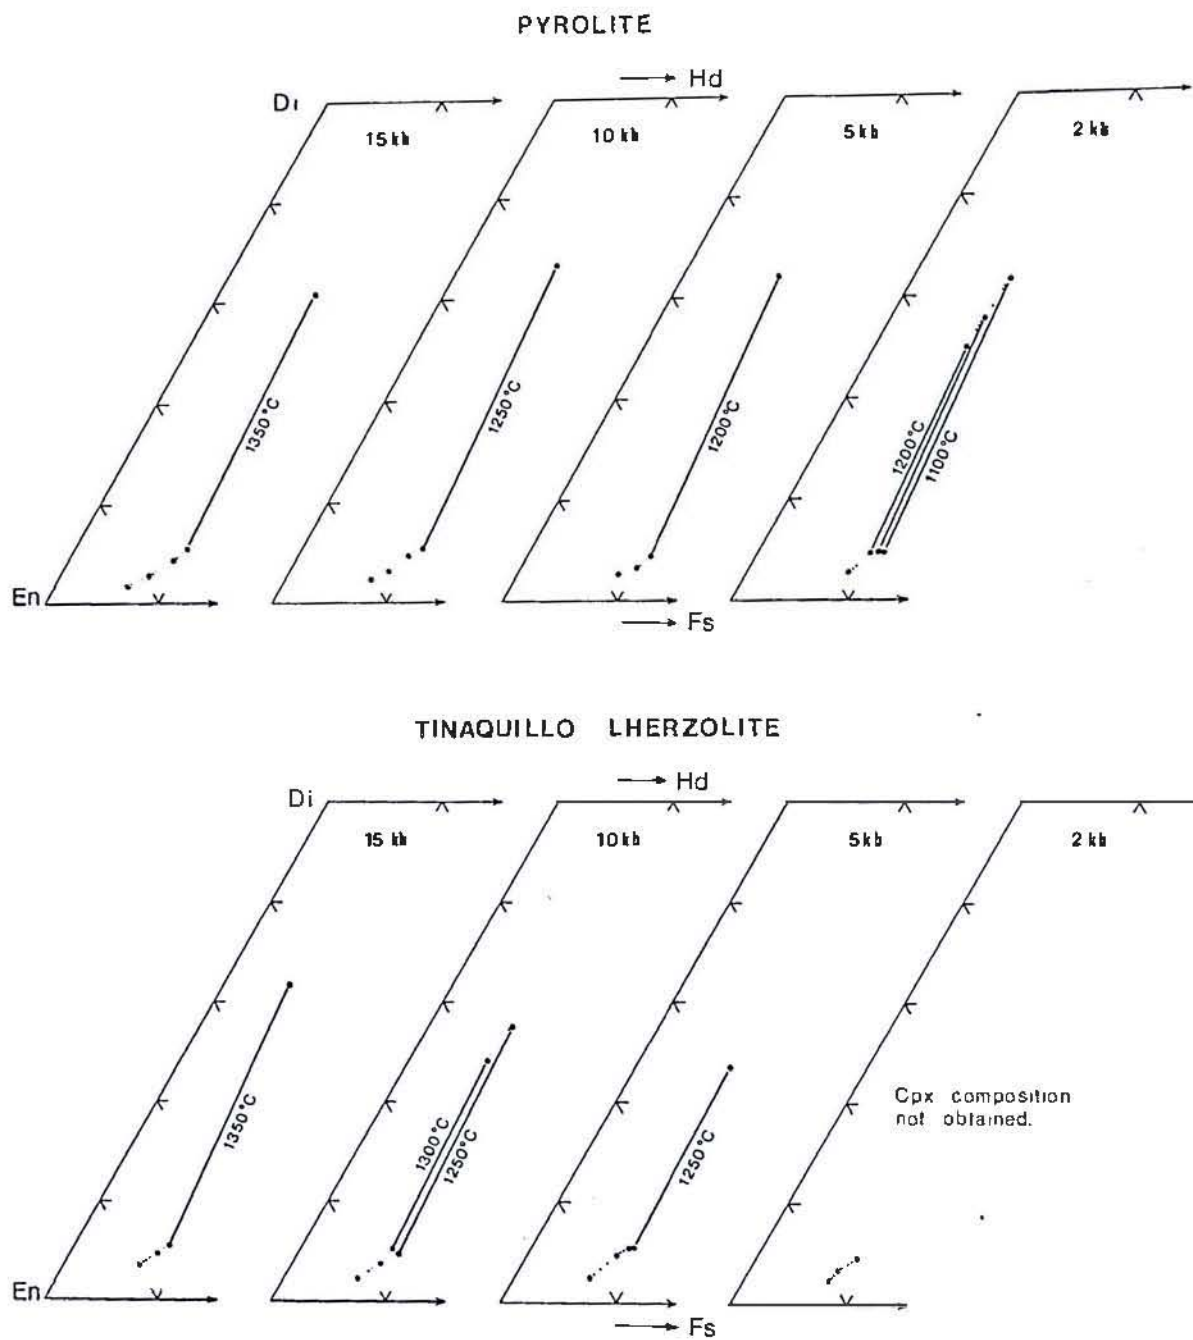 PYROLITE
Hd
Di
15 kb
10 kb
5 kb
2 kb
1350°C
1250°C
1200°C
1200°C
1100°C
En
Fs
TINAQUILLO LHERZOLITE
Hd
Di
15 kb
10 kb
5 kb
2 kb
Cpx composition
not obtained.
1350°C
1300°C
1250°C
1250°C
En
Fs